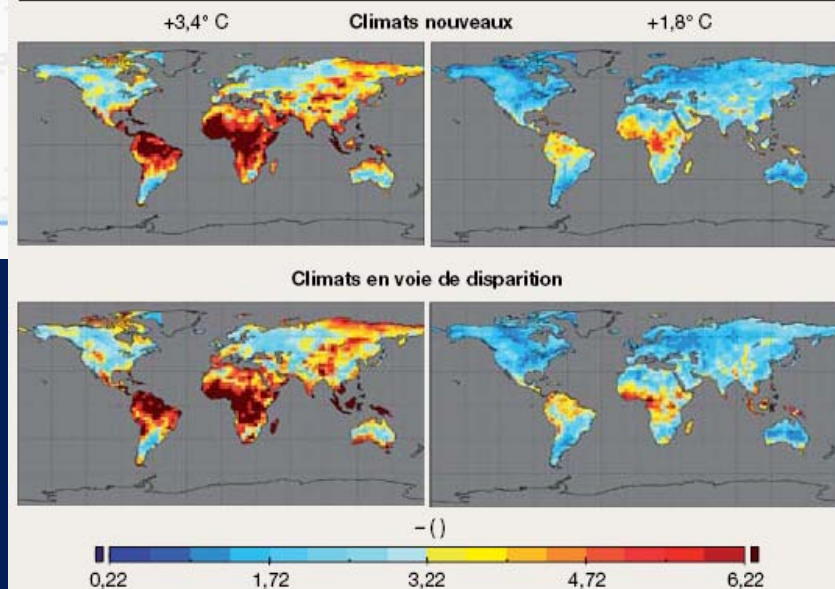 +3,4° C Climats nouveaux +1,8° C
Climats en voie de disparition
– ( )
0,22 1,72 3,22 4,72 6,22